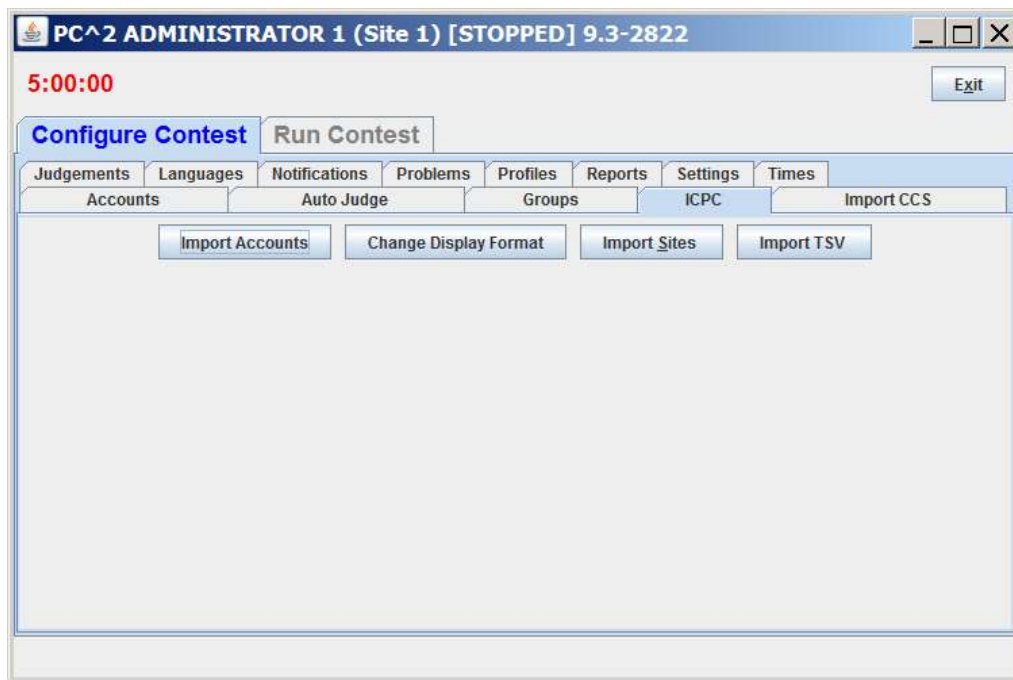 PC^2 ADMINISTRATOR 1 (Site 1) [STOPPED] 9.3-2822
5:00:00 Exit
Configure Contest Run Contest
Judgements Languages Notifications Problems Profiles Reports Settings Times
Accounts Auto Judge Groups ICPC Import CCS
Import Accounts Change Display Format Import Sites Import TSV